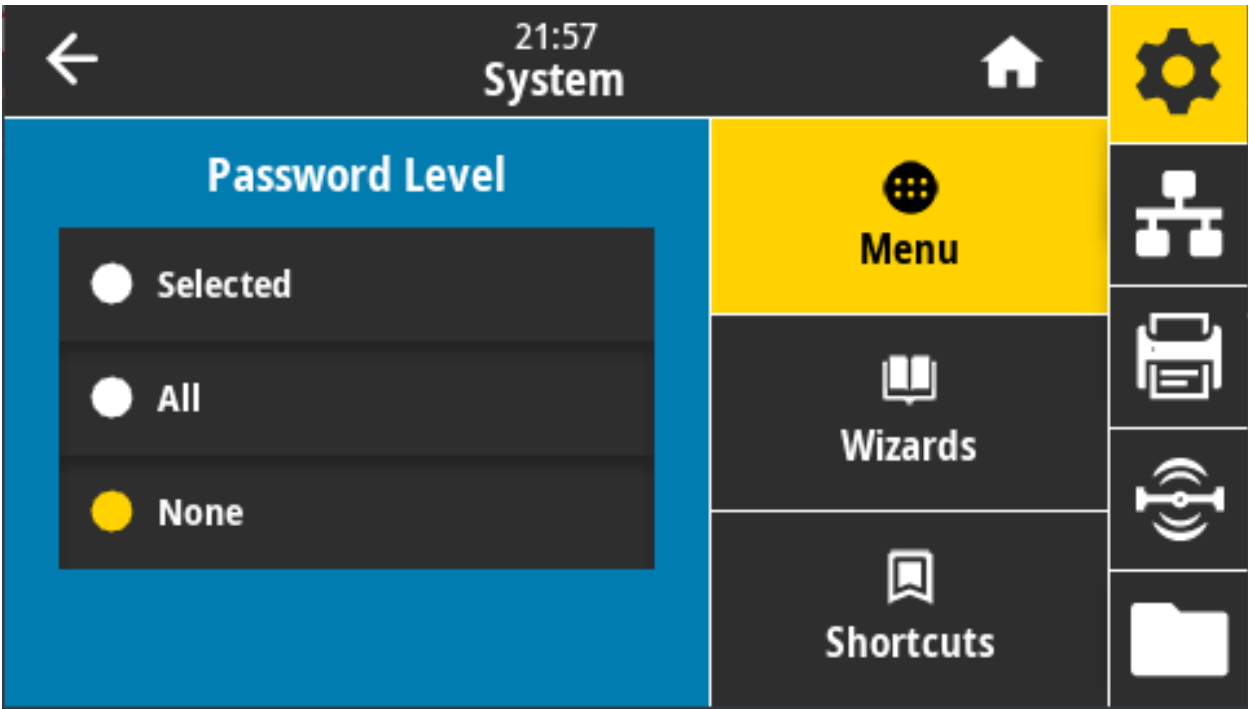 21:57
System
Password Level
Selected
All
None
Menu
Wizards
Shortcuts